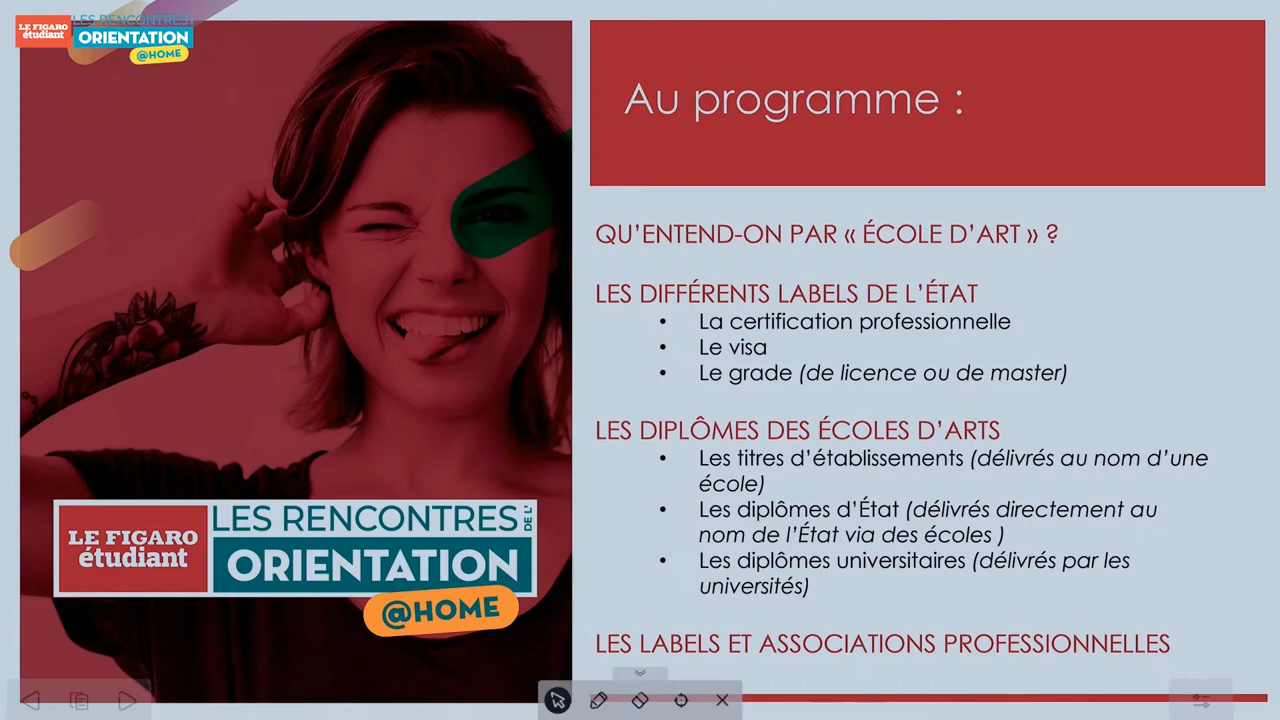 LE FIGARO
étudiant
LES RENCONTRES
ORIENTATION
@HOME
Au programme :
QU'ENTEND-ON PAR « ÉCOLE D'ART » ?
LES DIFFÉRENTS LABELS DE L'ÉTAT
• La certification professionnelle
• Le visa
• Le grade (de licence ou de master)
LES DIPLÔMES DES ÉCOLES D'ARTS
• Les titres d'établissements (délivrés au nom d'une
école)
• Les diplômes d'État (délivrés directement au
nom de l'État via des écoles )
• Les diplômes universitaires (délivrés par les
universités)
LES LABELS ET ASSOCIATIONS PROFESSIONNELLES
LE FIGARO
étudiant
LES RENCONTRES DE L'
ORIENTATION
@HOME